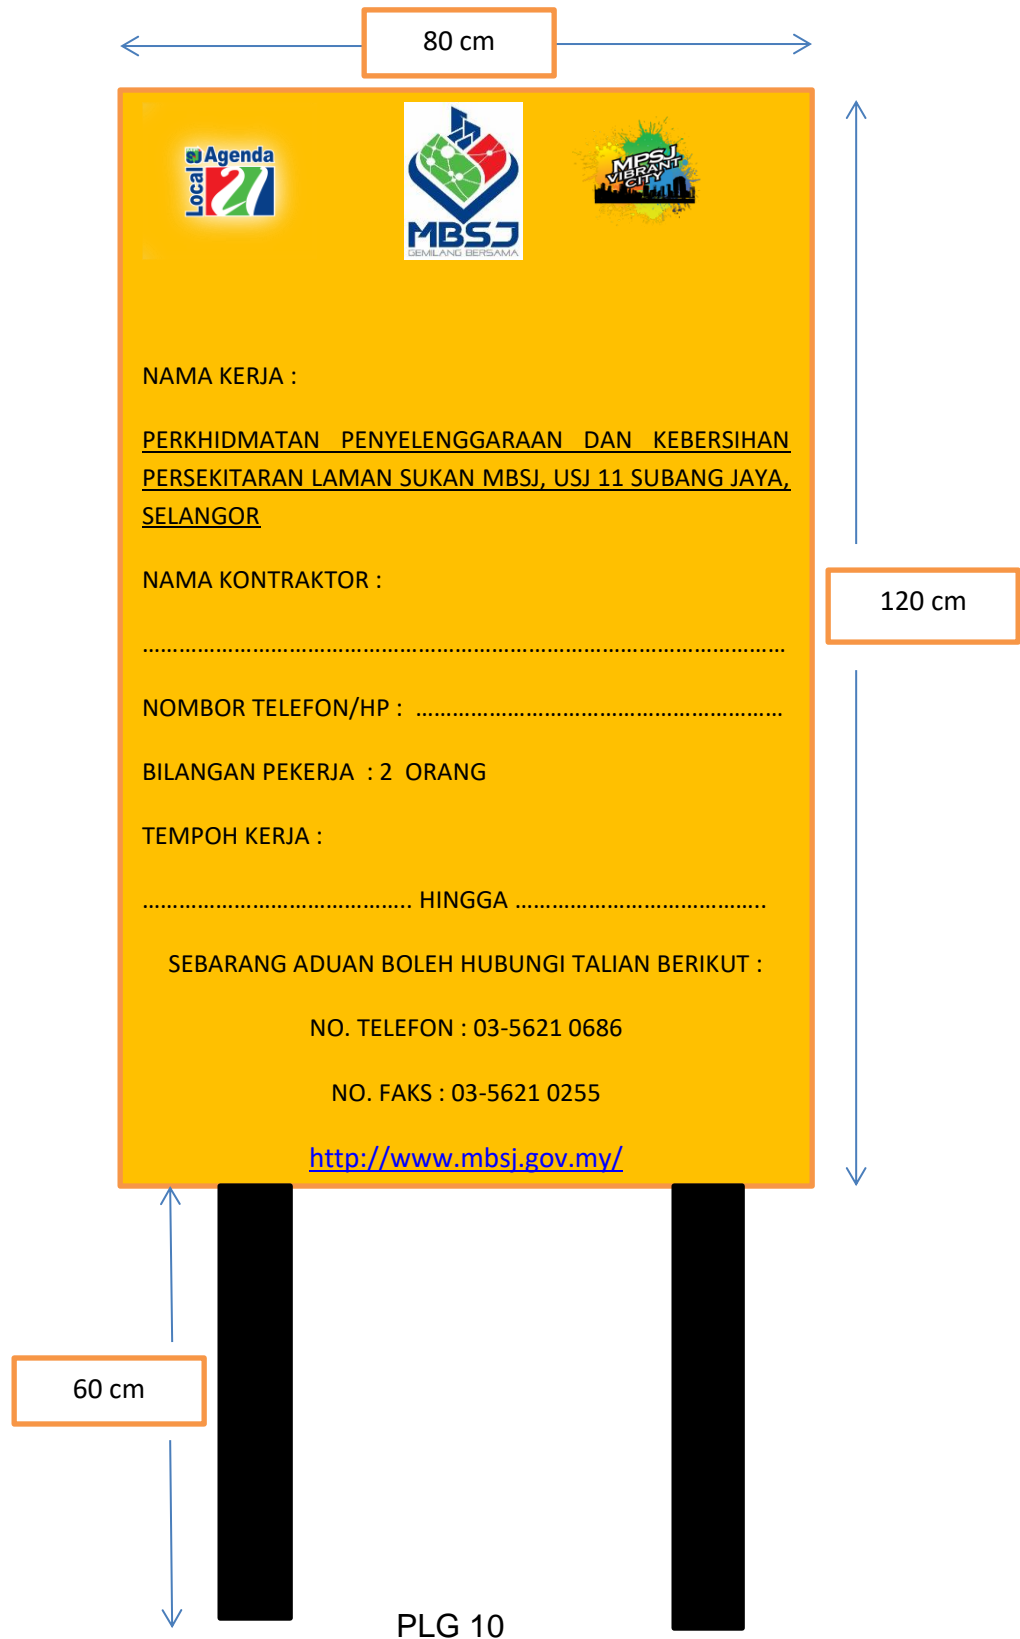 80 cm
Local Agenda
21
MBSJ
GEMILANG BERSAMA
MPSJ
VIBRANT
CITY
NAMA KERJA :
PERKHIDMATAN PENYELENGGARAAN DAN KEBERSIHAN
PERSEKITARAN LAMAN SUKAN MBSJ, USJ 11 SUBANG JAYA,
SELANGOR
NAMA KONTRAKTOR :
120 cm
……………………………………………………………………………………………
NOMBOR TELEFON/HP : ……………………………………………………
BILANGAN PEKERJA : 2 ORANG
TEMPOH KERJA :
…………………………………….. HINGGA …………………………………..
SEBARANG ADUAN BOLEH HUBUNGI TALIAN BERIKUT :
NO. TELEFON : 03-5621 0686
NO. FAKS : 03-5621 0255
http://www.mbsj.gov.my/
60 cm
PLG 10